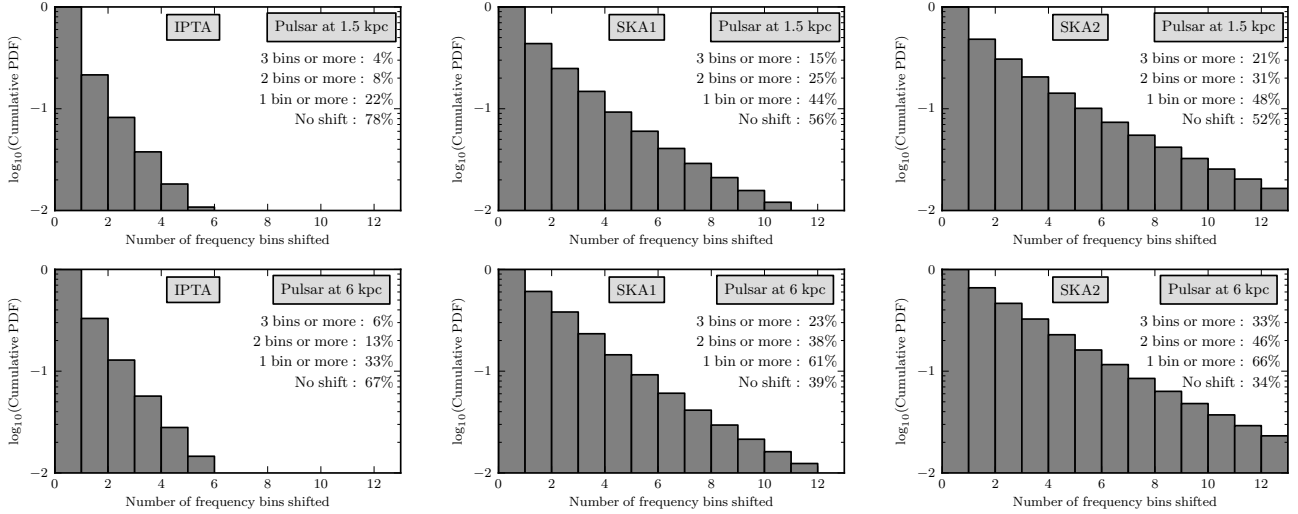 IPTA
Pulsar at 1.5 kpc
3 bins or more : 4%
2 bins or more : 8%
1 bin or more : 22%
No shift : 78%
log10(Cumulative PDF)
0
−1
−2
0 2 4 6 8 10 12
Number of frequency bins shifted
SKA1
Pulsar at 1.5 kpc
3 bins or more : 15%
2 bins or more : 25%
1 bin or more : 44%
No shift : 56%
log10(Cumulative PDF)
0
−1
−2
0 2 4 6 8 10 12
Number of frequency bins shifted
SKA2
Pulsar at 1.5 kpc
3 bins or more : 21%
2 bins or more : 31%
1 bin or more : 48%
No shift : 52%
log10(Cumulative PDF)
0
−1
−2
0 2 4 6 8 10 12
Number of frequency bins shifted
IPTA
Pulsar at 6 kpc
3 bins or more : 6%
2 bins or more : 13%
1 bin or more : 33%
No shift : 67%
log10(Cumulative PDF)
0
−1
−2
0 2 4 6 8 10 12
Number of frequency bins shifted
SKA1
Pulsar at 6 kpc
3 bins or more : 23%
2 bins or more : 38%
1 bin or more : 61%
No shift : 39%
log10(Cumulative PDF)
0
−1
−2
0 2 4 6 8 10 12
Number of frequency bins shifted
SKA2
Pulsar at 6 kpc
3 bins or more : 33%
2 bins or more : 46%
1 bin or more : 66%
No shift : 34%
log10(Cumulative PDF)
0
−1
−2
0 2 4 6 8 10 12
Number of frequency bins shifted